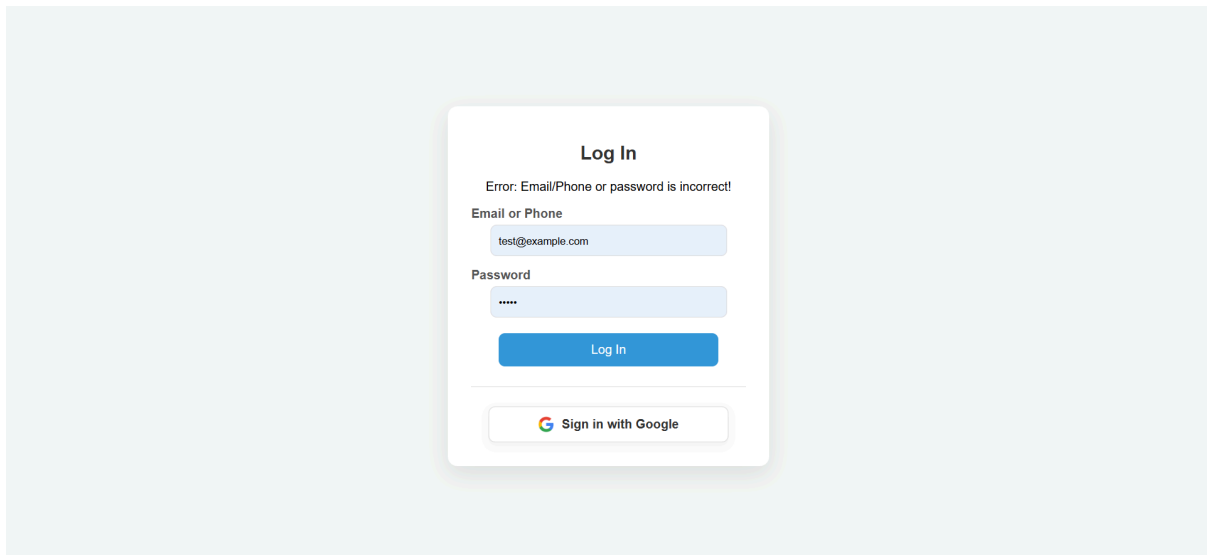 Log In
Error: Email/Phone or password is incorrect!
Email or Phone
test@example.com
Password
•••••
Log In
Sign in with Google